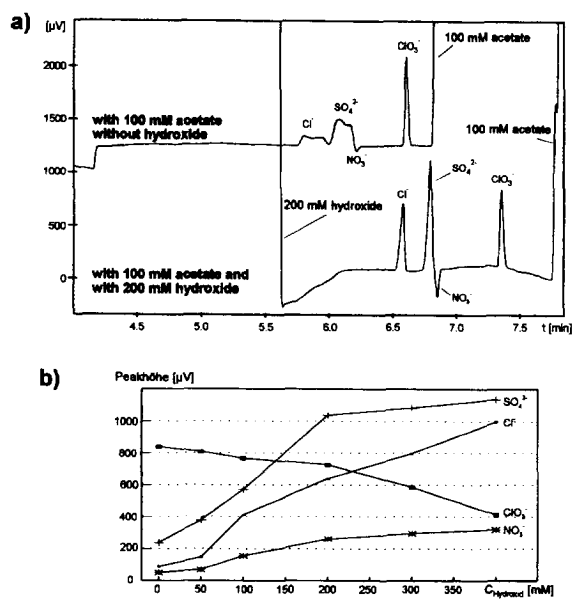 a)
[µV]
2000
1500
1000
500
0
4.5
5.0
5.5
6.0
6.5
7.0
7.5
t [min]
with 100 mM acetate
without hydroxide
Cl⁻
SO₄²⁻
NO₃⁻
ClO₃⁻
100 mM acetate
100 mM acetate
200 mM hydroxide
Cl⁻
SO₄²⁻
ClO₃⁻
NO₃⁻
with 100 mM acetate and
with 200 mM hydroxide
b)
Peakhöhe [µV]
1000
800
600
400
200
0
SO₄²⁻
Cl⁻
ClO₃⁻
NO₃⁻
0
50
100
200
300
400
C_Hydroxid [mM]